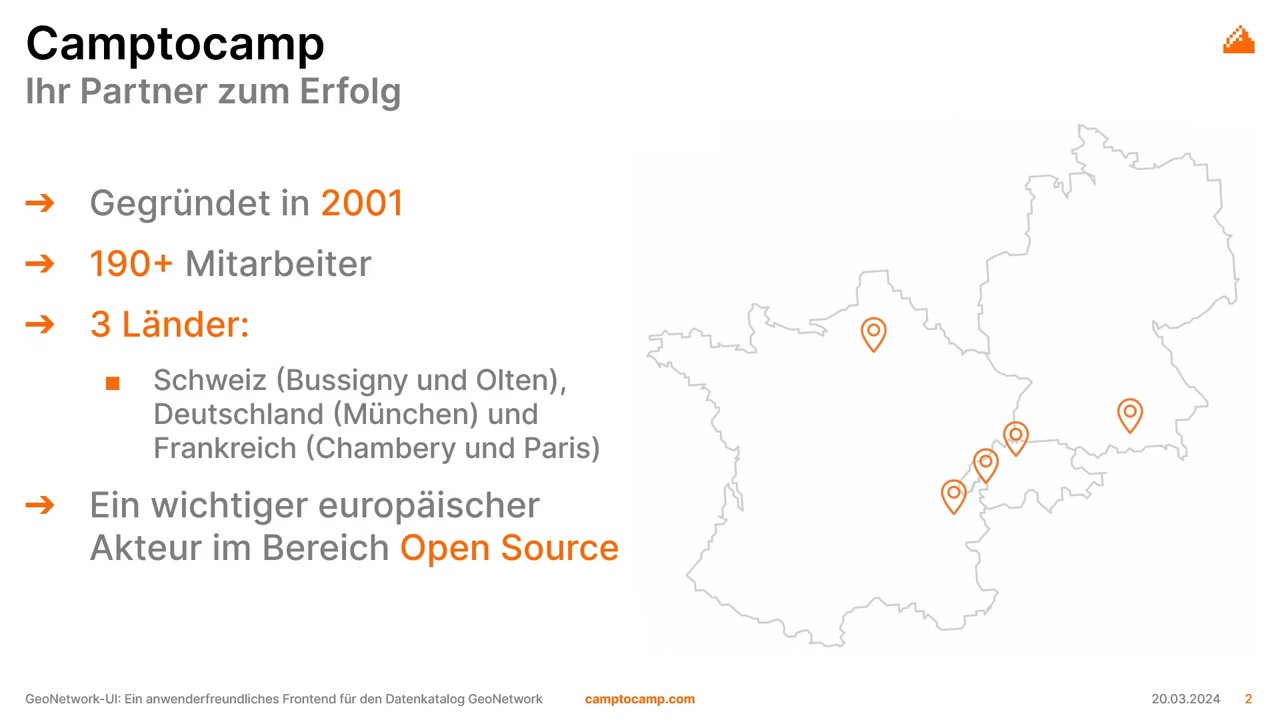 Camptocamp
Ihr Partner zum Erfolg
➔ Gegründet in 2001
➔ 190+ Mitarbeiter
➔ 3 Länder:
■ Schweiz (Bussigny und Olten),
Deutschland (München) und
Frankreich (Chambery und Paris)
➔ Ein wichtiger europäischer
Akteur im Bereich Open Source
GeoNetwork-UI: Ein anwenderfreundliches Frontend für den Datenkatalog GeoNetwork camptocamp.com 20.03.2024 2